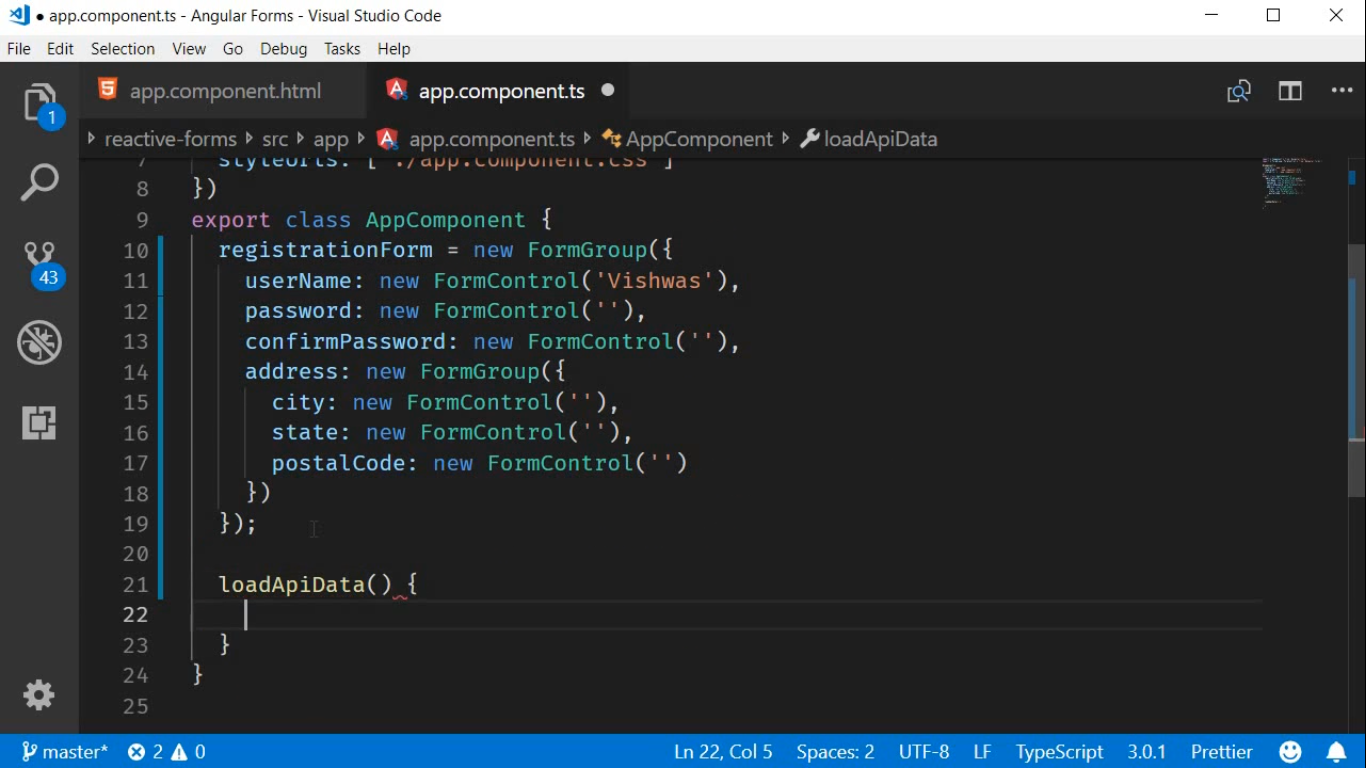 app.component.ts - Angular Forms - Visual Studio Code
File Edit Selection View Go Debug Tasks Help
app.component.html app.component.ts
reactive-forms src app app.component.ts AppComponent loadApiData
7 styleUrls: ["./app.component.css"]
8 })
9 export class AppComponent {
10 registrationForm = new FormGroup({
11 userName: new FormControl('Vishwas'),
12 password: new FormControl(''),
13 confirmPassword: new FormControl(''),
14 address: new FormGroup({
15 city: new FormControl(''),
16 state: new FormControl(''),
17 postalCode: new FormControl('')
18 })
19 });
20
21 loadApiData() {
22
23 }
24 }
25
1
43
master* 2 0 Ln 22, Col 5 Spaces: 2 UTF-8 LF TypeScript 3.0.1 Prettier